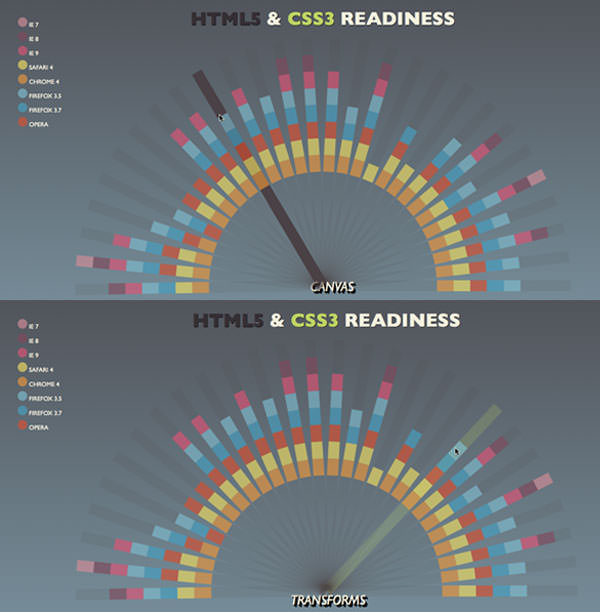 HTML5 & CSS3 READINESS
IE 7
IE 8
IE 9
SAFARI 4
CHROME 4
FIREFOX 3.5
FIREFOX 3.7
OPERA
CANVAS
HTML5 & CSS3 READINESS
IE 7
IE 8
IE 9
SAFARI 4
CHROME 4
FIREFOX 3.5
FIREFOX 3.7
OPERA
TRANSFORMS